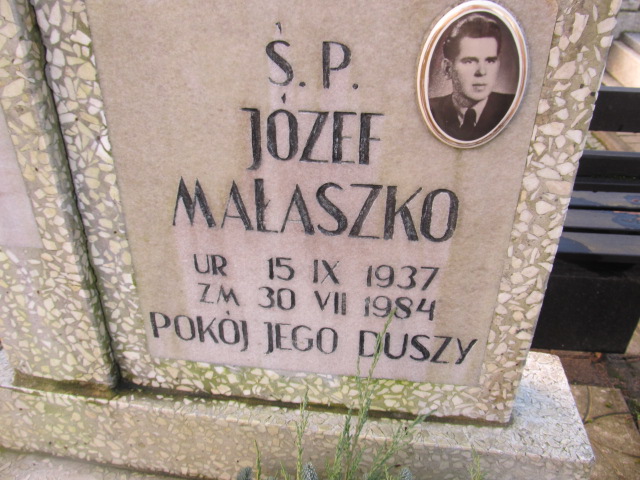 Ś. P.
JÓZEF
MAŁASZKO
UR 15 IX 1937
ZM 30 VII 1984
POKÓJ JEGO DUSZY